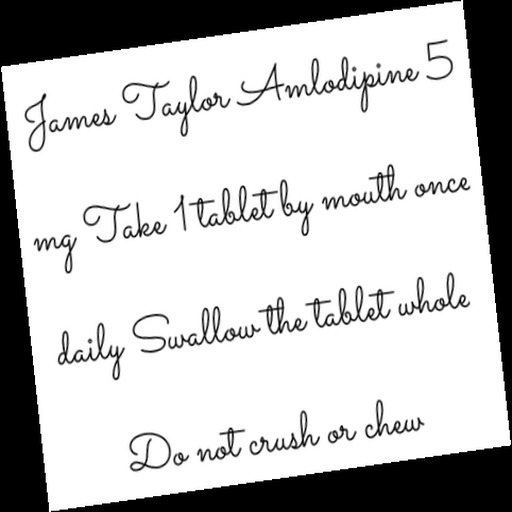 James Taylor Amlodipine 5
mg Take 1 tablet by mouth once
daily Swallow the tablet whole
Do not crush or chew